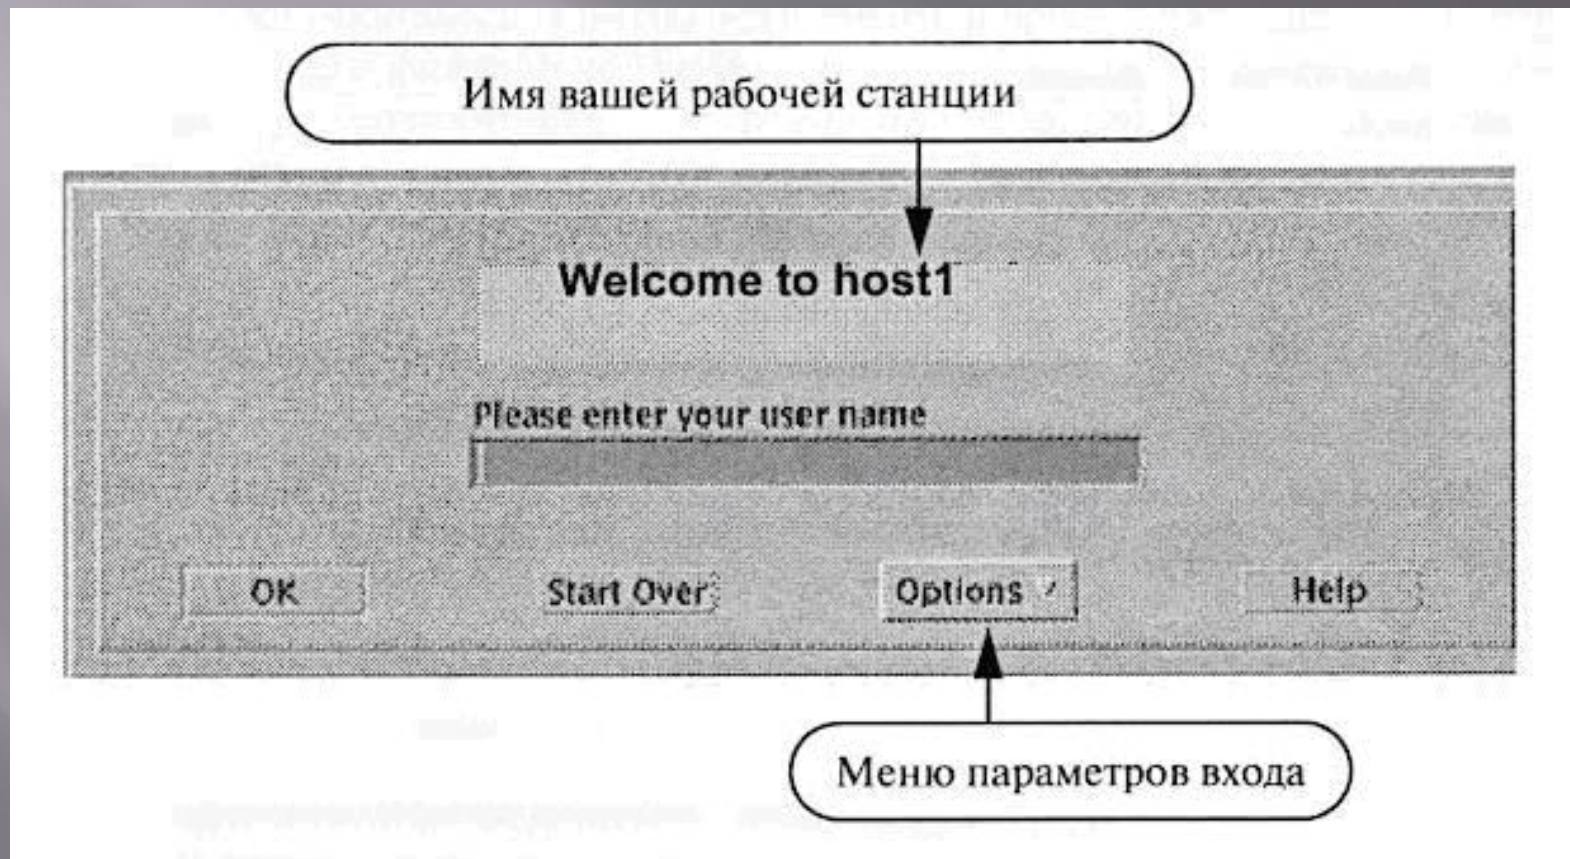 Имя вашей рабочей станции
Welcome to host1
Please enter your user name
OK
Start Over
Options
Help
Меню параметров входа